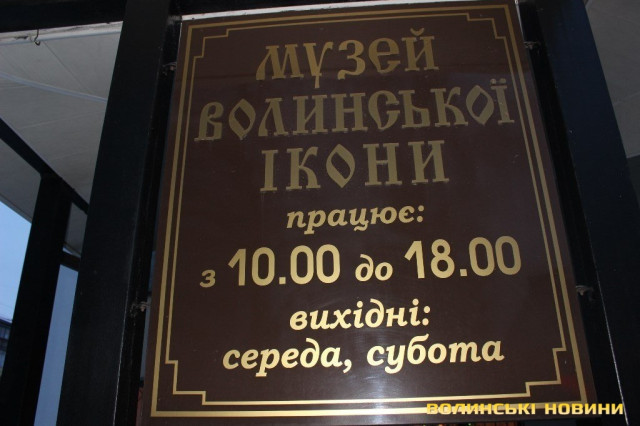 МУЗЕЙ
ВОЛИНСЬКОЇ
ІКОНИ
працює:
з 10.00 до 18.00
вихідні:
середа, субота
ВОЛИНСЬКІ НОВИНИ